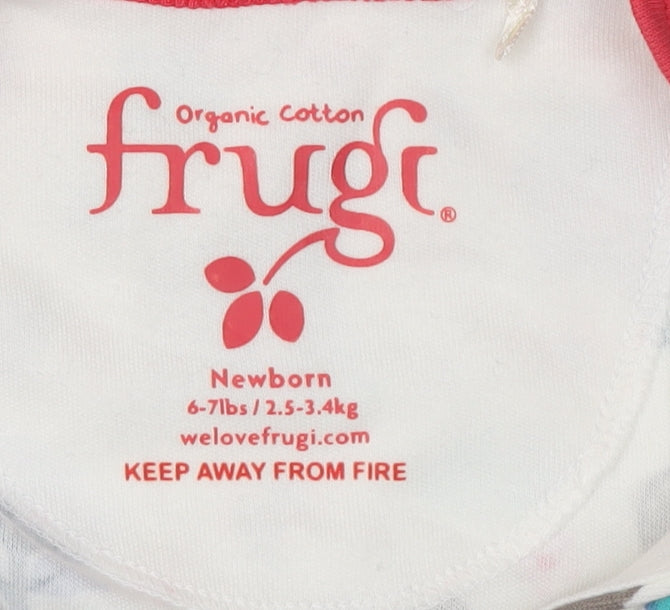 Organic Cotton
frugi®
Newborn
6-7lbs / 2.5-3.4kg
welovefrugi.com
KEEP AWAY FROM FIRE